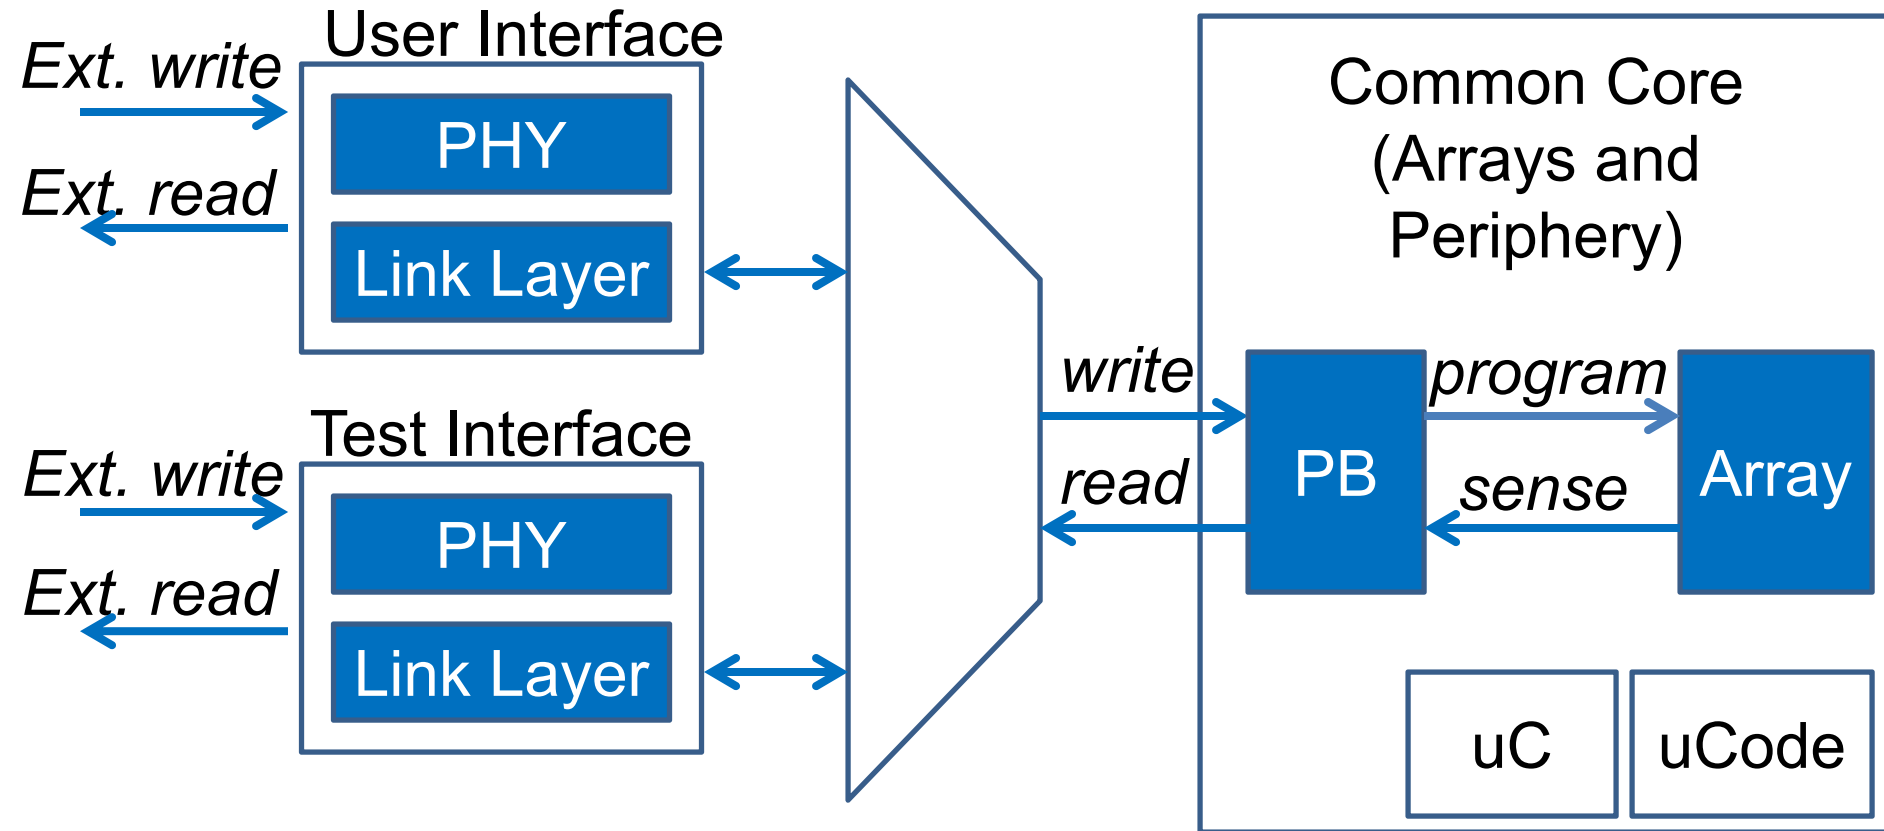 User Interface
Ext. write
PHY
Ext. read
Link Layer
Test Interface
Ext. write
PHY
Ext. read
Link Layer
Common Core
(Arrays and
Periphery)
write
read
PB
program
sense
Array
uC
uCode